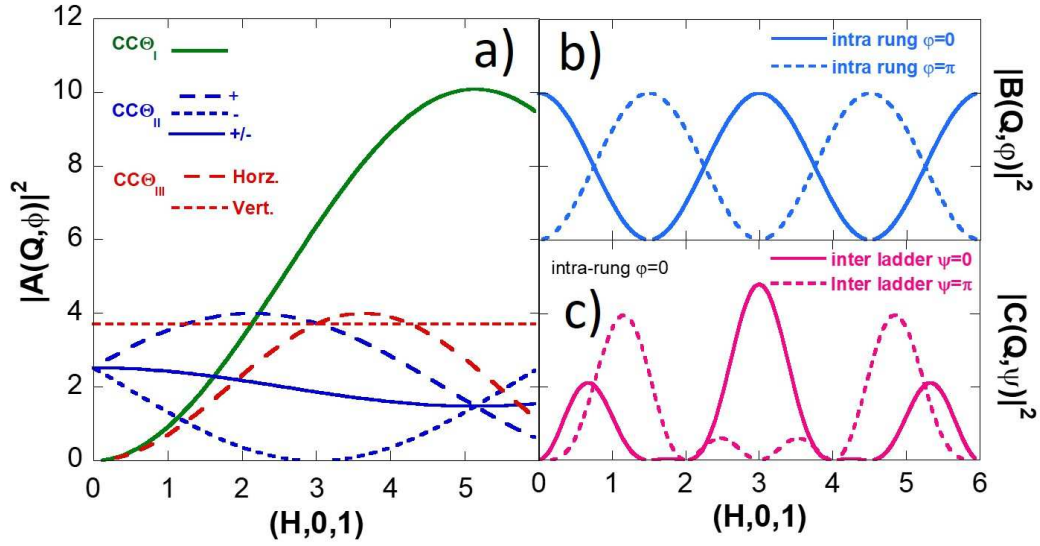 a)
CCΘI
CCΘII
+
-
+/-
CCΘIII
Horz.
Vert.
|A(Q,ϕ)|²
12
10
8
6
4
2
0
0 1 2 3 4 5
(H,0,1)
b)
intra rung φ=0
intra rung φ=π
|B(Q,φ)|²
c)
intra-rung φ=0
inter ladder ψ=0
Inter ladder ψ=π
|C(Q,ψ)|²
0 1 2 3 4 5 6
(H,0,1)